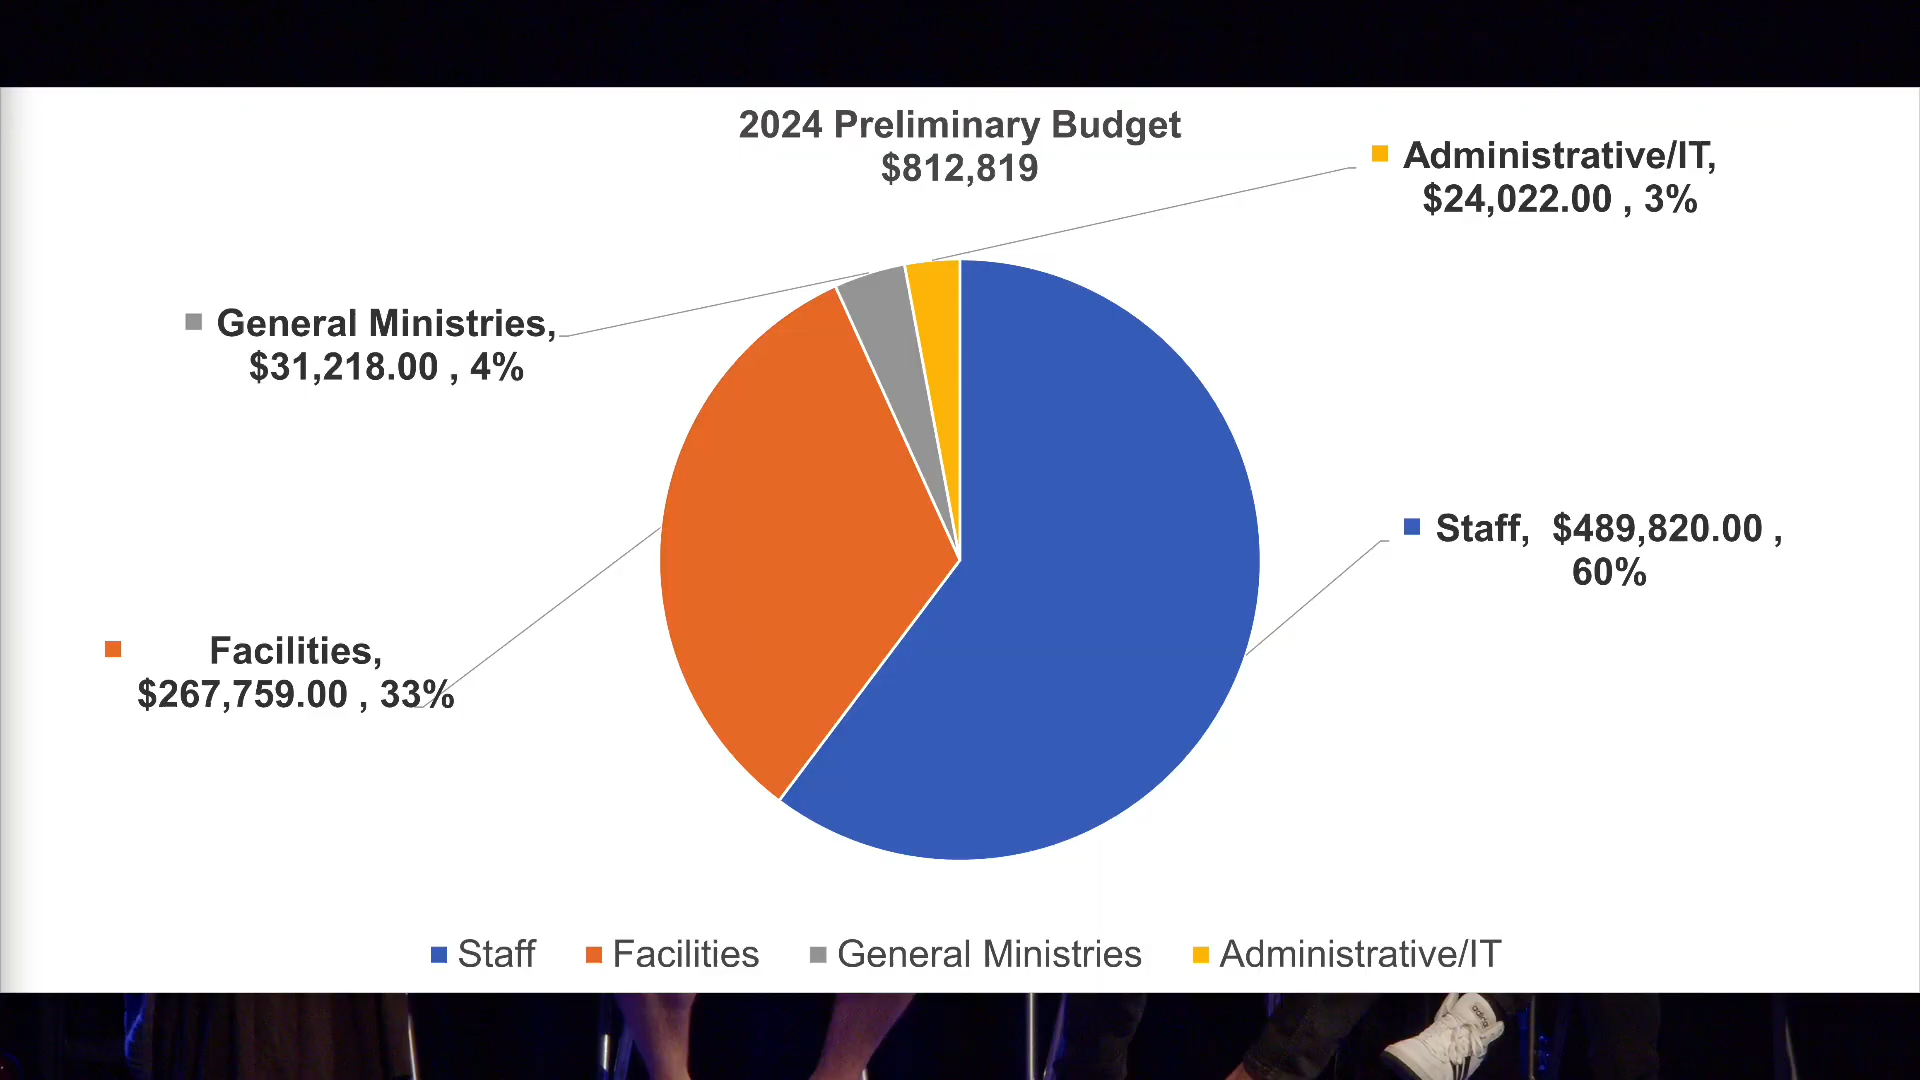 2024 Preliminary Budget
$812,819
Administrative/IT,
$24,022.00 , 3%
General Ministries,
$31,218.00 , 4%
Staff,  $489,820.00 ,
60%
Facilities,
$267,759.00 , 33%
Staff
Facilities
General Ministries
Administrative/IT
adidas